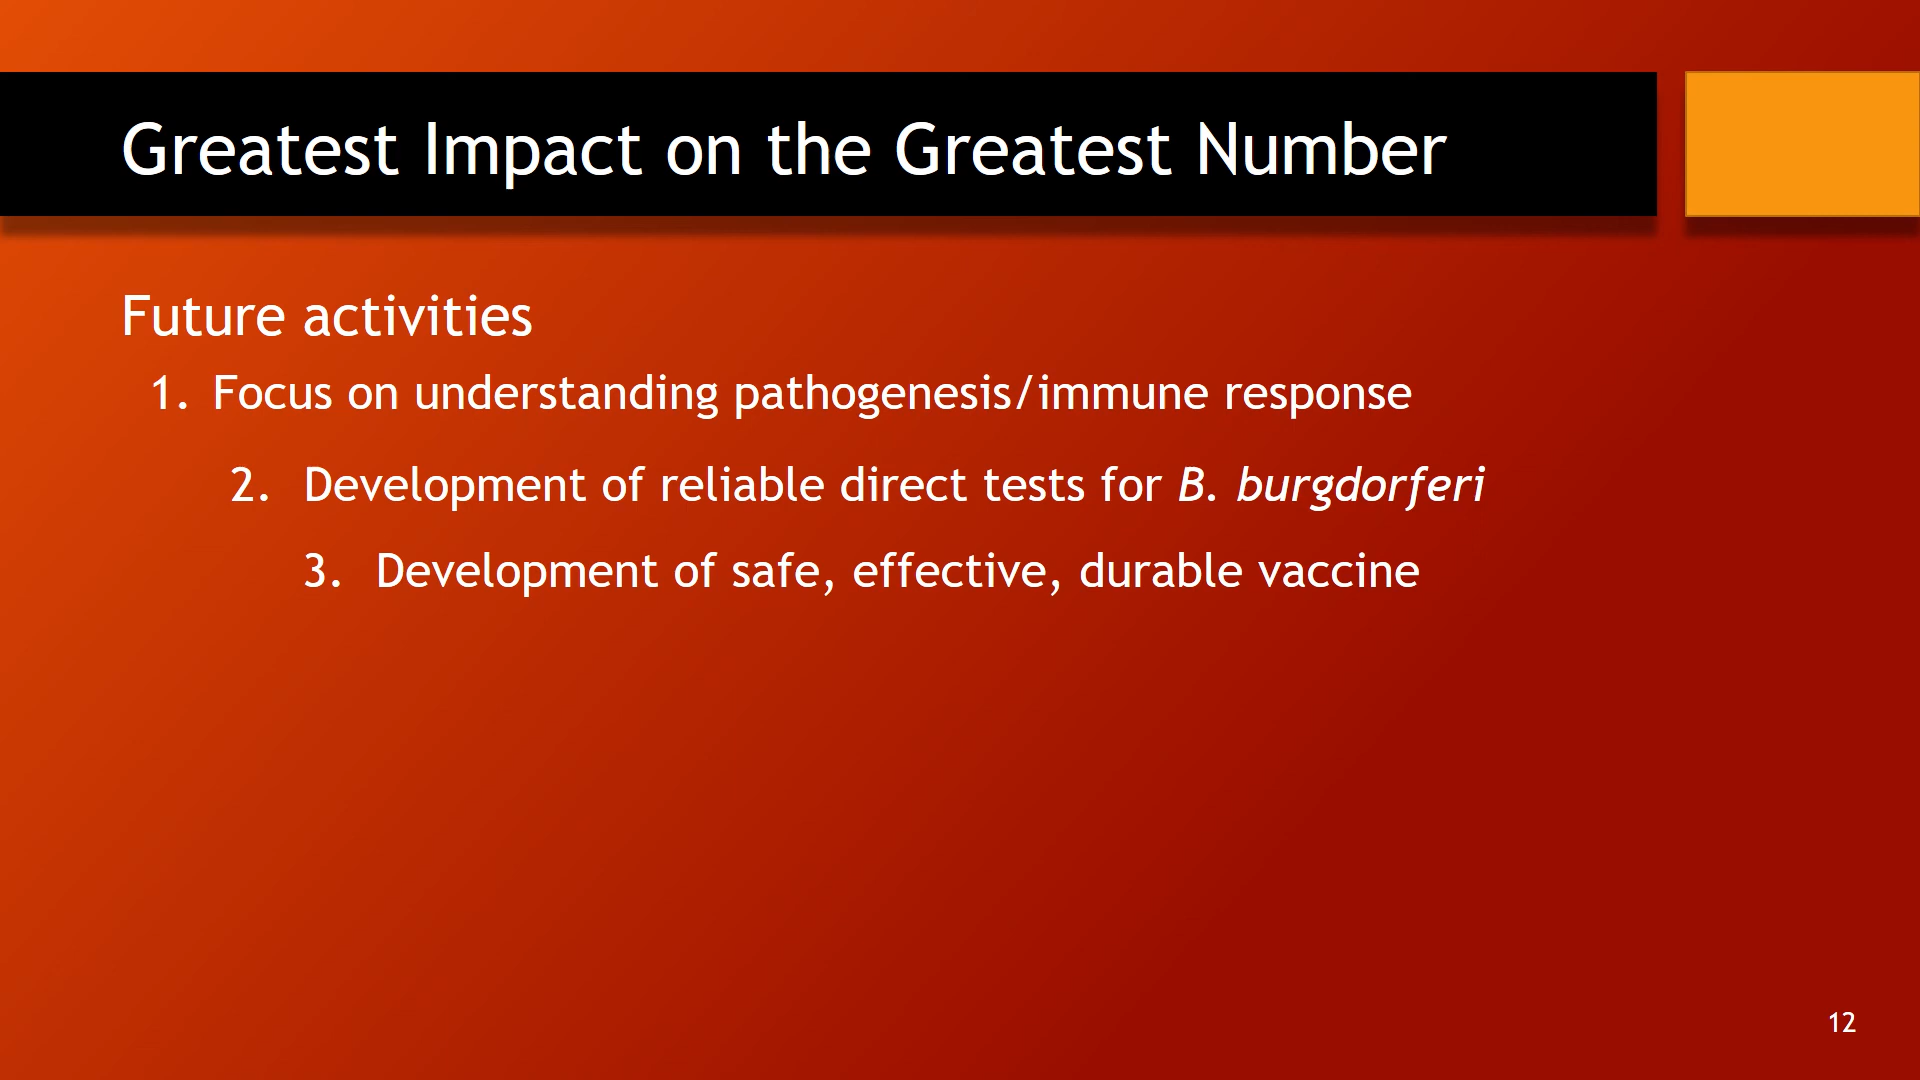 Greatest Impact on the Greatest Number
Future activities
1. Focus on understanding pathogenesis/immune response
2. Development of reliable direct tests for B. burgdorferi
3. Development of safe, effective, durable vaccine
12